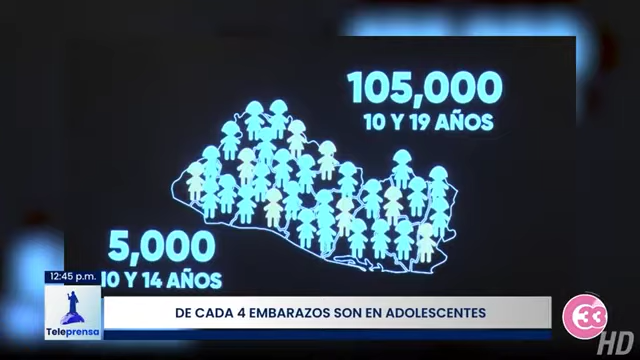 105,000
10 Y 19 AÑOS
5,000
10 Y 14 AÑOS
12:45 p.m.
DE CADA 4 EMBARAZOS SON EN ADOLESCENTES
Teleprensa
33
HD